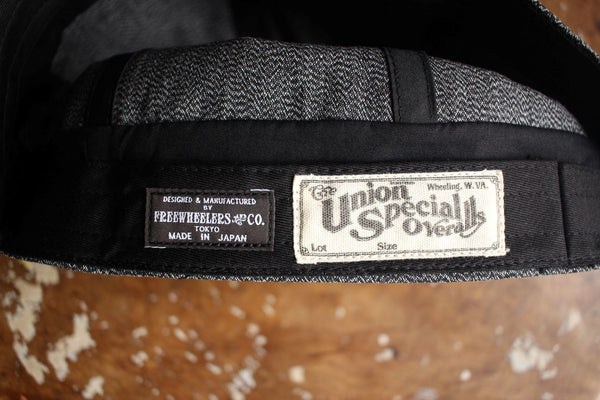 DESIGNED & MANUFACTURED
BY
FREEWHEELERS AND CO.
TOKYO
MADE IN JAPAN
The
Wheeling, W. VA.
Union
Special
Overalls
Lot Size